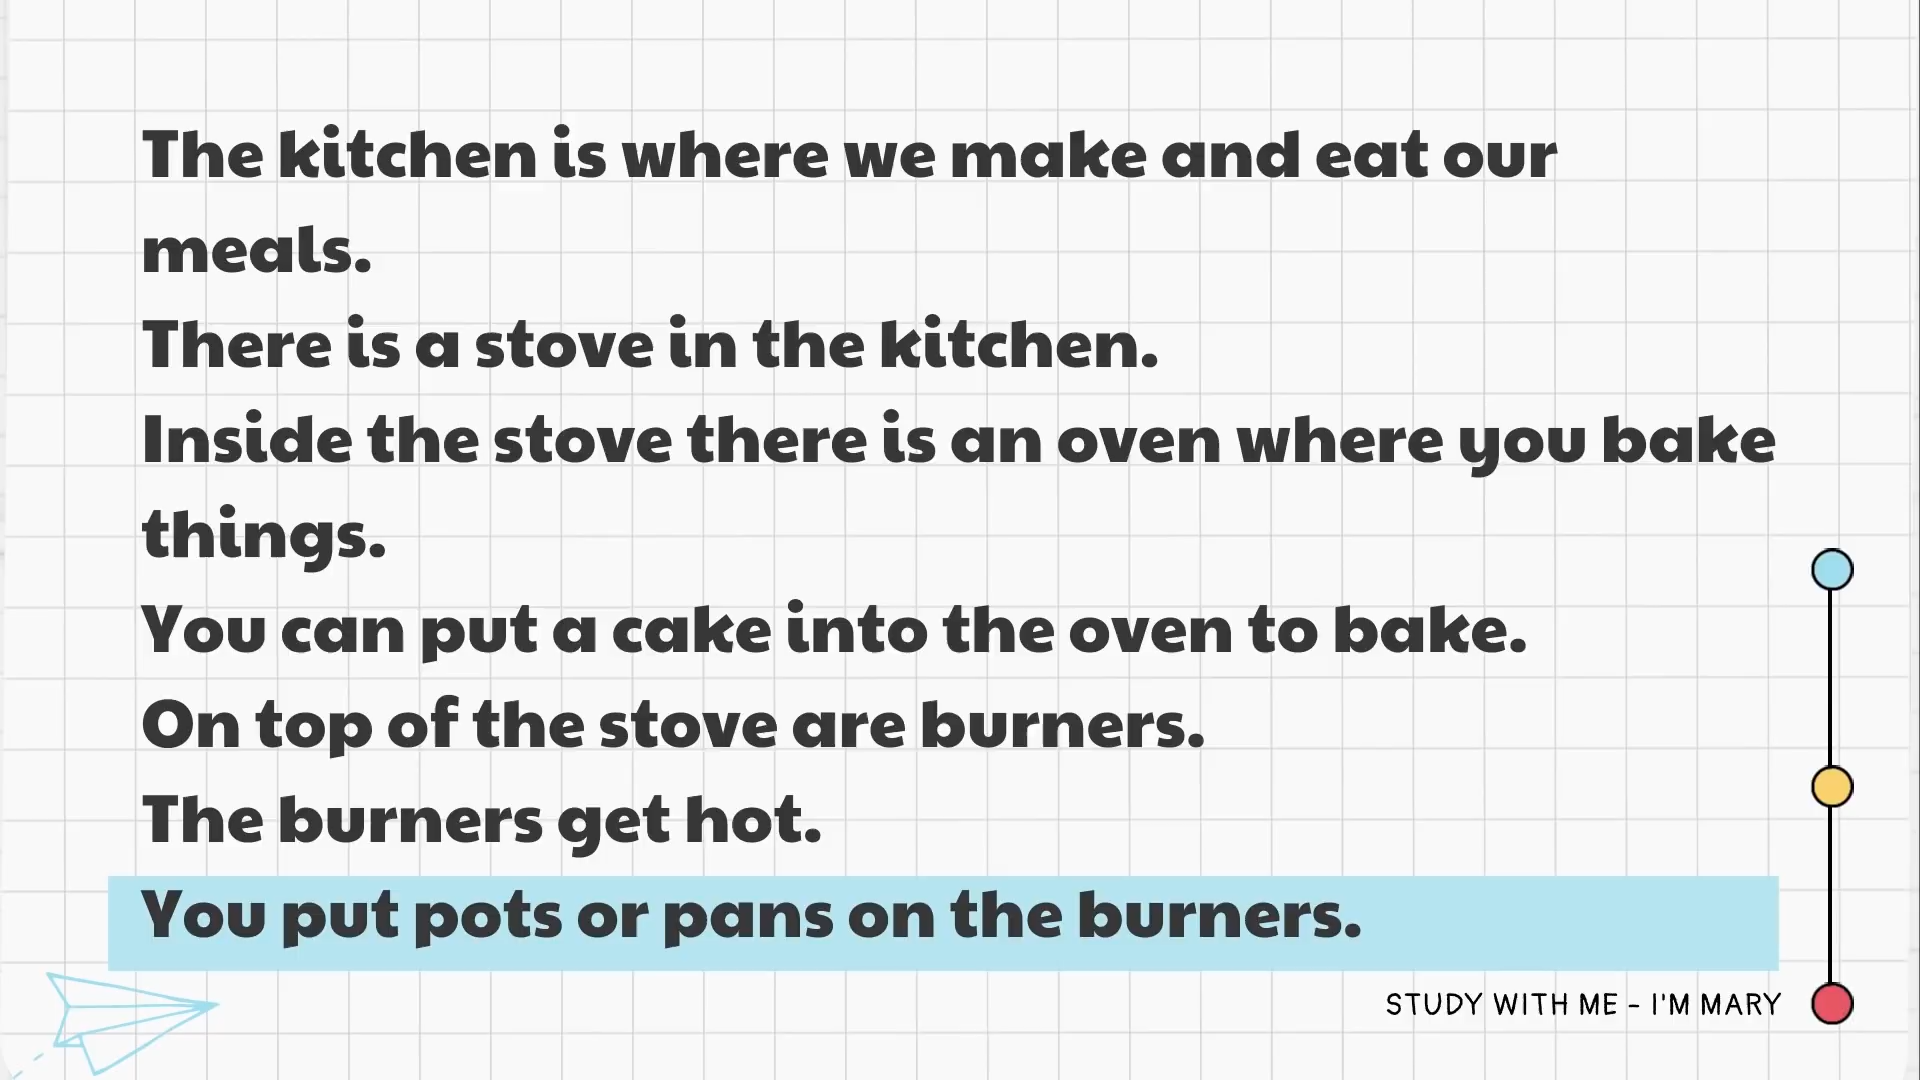 The kitchen is where we make and eat our
meals.
There is a stove in the kitchen.
Inside the stove there is an oven where you bake
things.
You can put a cake into the oven to bake.
On top of the stove are burners.
The burners get hot.
You put pots or pans on the burners.
STUDY WITH ME - I'M MARY